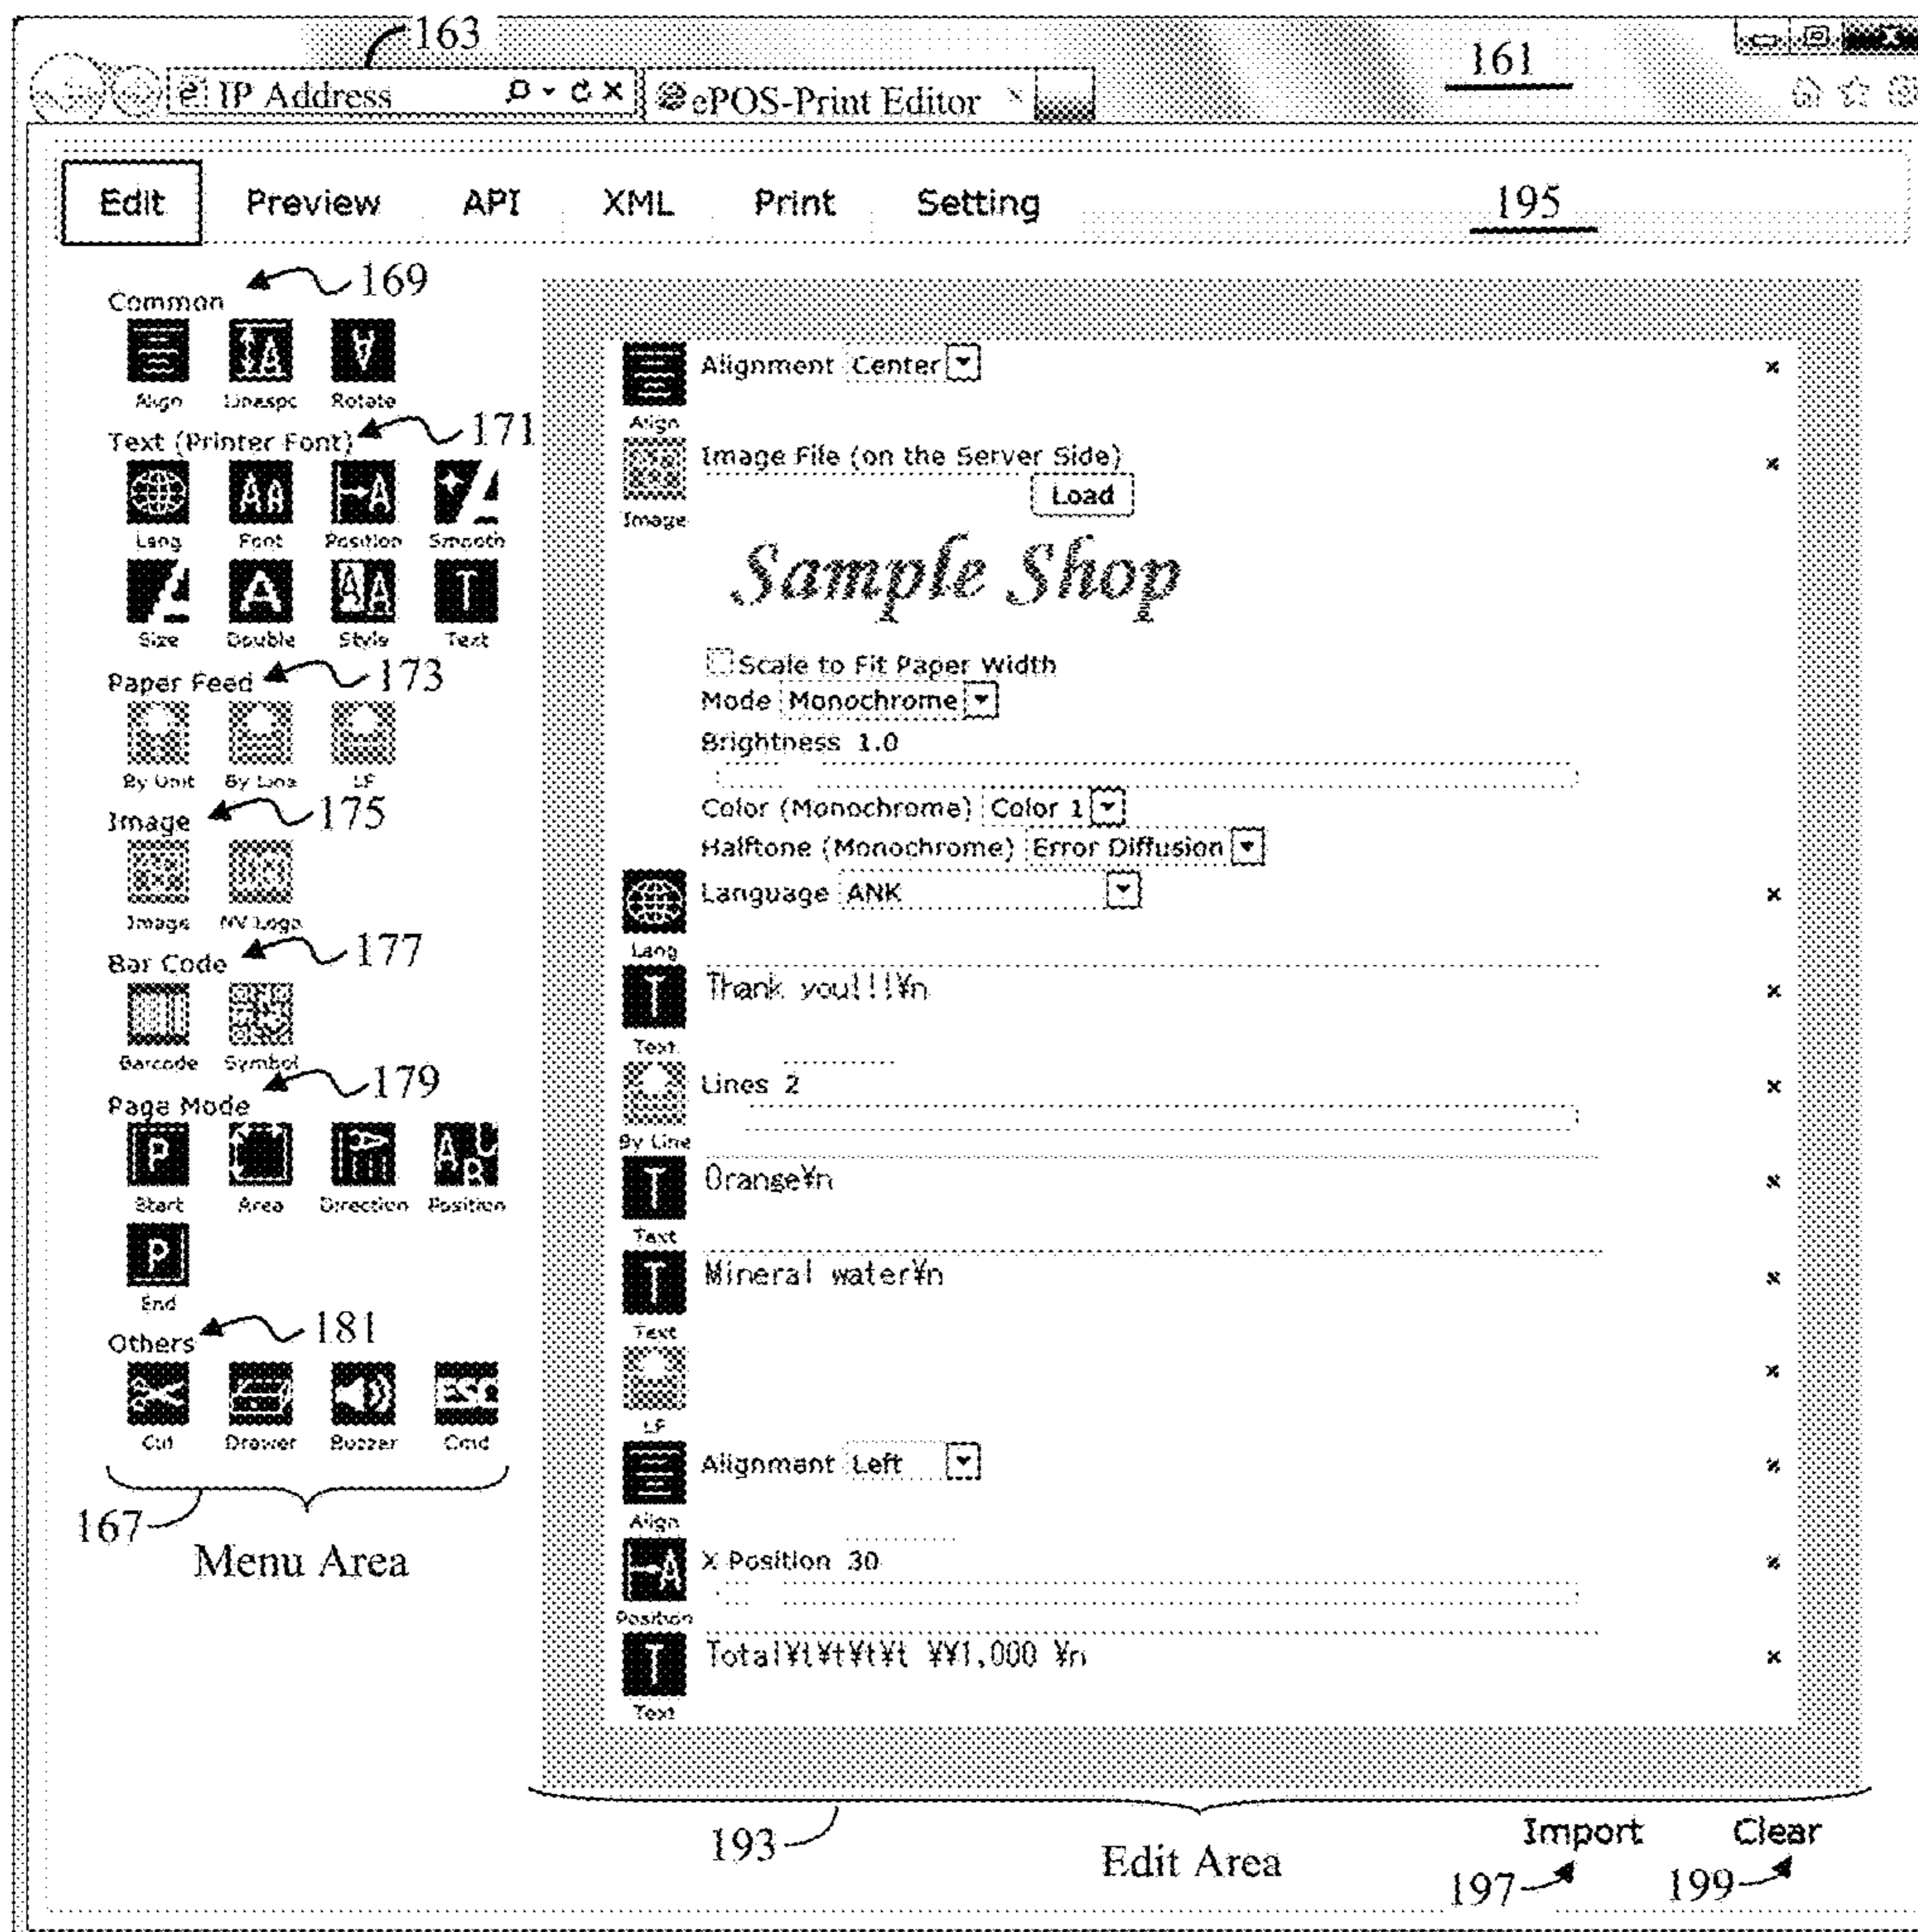 163
161
IP Address
ePOS-Print Editor
Edit Preview API XML Print Setting 195
Common 169
Align Linespc Rotate
Text (Printer Font) 171
Lang Font Position Smooth
Size Double Style Text
Paper Feed 173
By Unit By Line LF
Image 175
Image NV Logo
Bar Code 177
Barcode Symbol
Page Mode 179
Start Area Direction Position
End
Others 181
Cut Drawer Buzzer Cmd
167
Menu Area
Align Alignment Center
Image Image File (on the Server Side)
Load
Sample Shop
Scale to Fit Paper Width
Mode Monochrome
Brightness 1.0
Color (Monochrome) Color 1
Halftone (Monochrome) Error Diffusion
Language ANK
Lang
Thank you!!!¥n
Text
Lines 2
By Line
Orange¥n
Text
Mineral water¥n
Text
LF
Alignment Left
Align
X Position 30
Position
Total¥t¥t¥t¥t ¥¥1,000 ¥n
Text
193
Edit Area
Import Clear
197 199